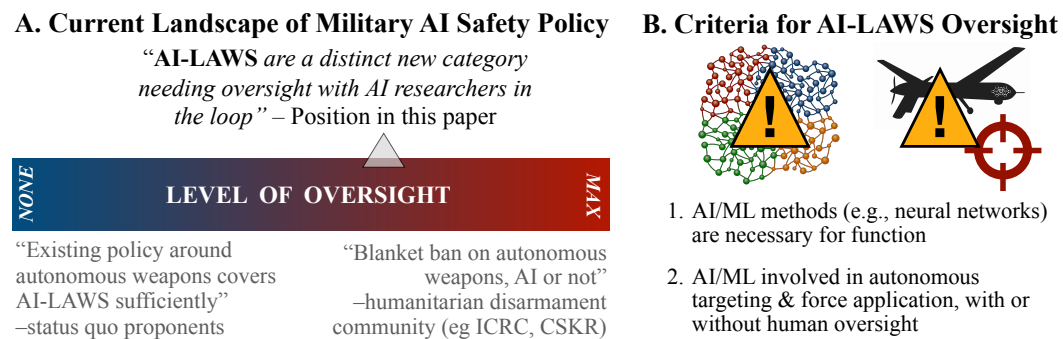 A. Current Landscape of Military AI Safety Policy
“AI-LAWS are a distinct new category
needing oversight with AI researchers in
the loop” – Position in this paper
NONE
LEVEL OF OVERSIGHT
MAX
“Existing policy around
autonomous weapons covers
AI-LAWS sufficiently”
–status quo proponents
“Blanket ban on autonomous
weapons, AI or not”
–humanitarian disarmament
community (eg ICRC, CSKR)
B. Criteria for AI-LAWS Oversight
!
!
1. AI/ML methods (e.g., neural networks)
are necessary for function
2. AI/ML involved in autonomous
targeting & force application, with or
without human oversight